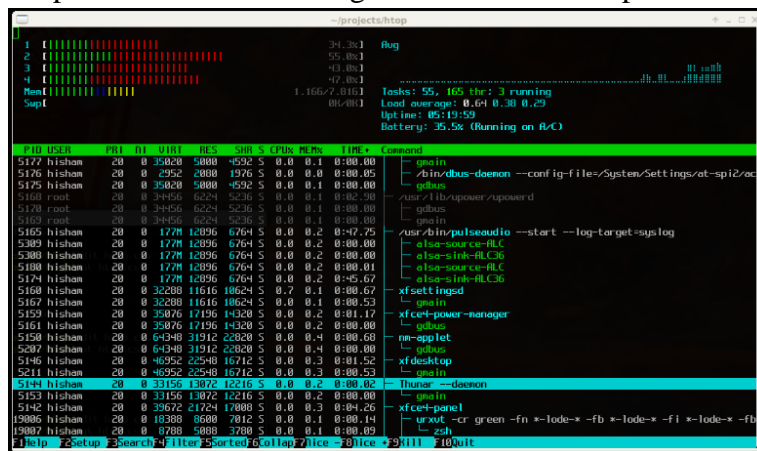 ~/projects/htop
1 [||||||||||||||||||| 34.3%] Avg
2 [||||||||||||||||||||||||||||| 55.0%]
3 [||||||||||||||||||||||| 43.0%]
4 [||||||||||||||||||||||||| 47.8%]
Mem[|||||||||||||||| 1.16G/7.81G] Tasks: 55, 165 thr: 3 running
Swp[ 0K/0K] Load average: 0.64 0.38 0.29
Uptime: 05:19:59
Battery: 35.5% (Running on A/C)
PID USER PRI NI VIRT RES SHR S CPU% MEM% TIME+ Command
5177 hisham 20 0 35020 5000 4592 S 0.0 0.1 0:00.00 ├─ gmain
5176 hisham 20 0 2952 2080 1976 S 0.0 0.0 0:00.05 ├─ /bin/dbus-daemon --config-file=/System/Settings/at-spi2/ac
5175 hisham 20 0 35020 5000 4592 S 0.0 0.1 0:00.00 └─ gdbus
5168 root 20 0 34456 6224 5236 S 0.0 0.1 0:02.90 ├─ /usr/lib/upower/upowerd
5170 root 20 0 34456 6224 5236 S 0.0 0.1 0:00.00 ├─ gdbus
5169 root 20 0 34456 6224 5236 S 0.0 0.1 0:00.00 └─ gmain
5165 hisham 20 0 177M 12896 6764 S 0.0 0.2 0:47.75 ├─ /usr/bin/pulseaudio --start --log-target=syslog
5309 hisham 20 0 177M 12896 6764 S 0.0 0.2 0:00.00 ├─ alsa-source-ALC
5308 hisham 20 0 177M 12896 6764 S 0.0 0.2 0:00.00 ├─ alsa-sink-ALC36
5180 hisham 20 0 177M 12896 6764 S 0.0 0.2 0:00.01 ├─ alsa-source-ALC
5174 hisham 20 0 177M 12896 6764 S 0.0 0.2 0:45.67 └─ alsa-sink-ALC36
5160 hisham 20 0 32288 11616 10624 S 0.7 0.1 0:00.67 ├─ xfsettingsd
5167 hisham 20 0 32288 11616 10624 S 0.0 0.1 0:00.53 └─ gmain
5159 hisham 20 0 35076 17196 14320 S 0.0 0.2 0:01.17 ├─ xfce4-power-manager
5161 hisham 20 0 35076 17196 14320 S 0.0 0.2 0:00.00 └─ gdbus
5150 hisham 20 0 64348 31912 22820 S 0.0 0.4 0:00.60 ├─ nm-applet
5207 hisham 20 0 64348 31912 22820 S 0.0 0.4 0:00.00 └─ gdbus
5146 hisham 20 0 46952 22548 16712 S 0.0 0.3 0:01.52 ├─ xfdesktop
5211 hisham 20 0 46952 22548 16712 S 0.0 0.3 0:00.53 └─ gmain
5144 hisham 20 0 33156 13072 12216 S 0.0 0.2 0:00.02 ├─ Thunar --daemon
5153 hisham 20 0 33156 13072 12216 S 0.0 0.2 0:00.00 └─ gmain
5142 hisham 20 0 39672 21724 17008 S 0.0 0.3 0:04.26 ├─ xfce4-panel
19086 hisham 20 0 18388 8600 7012 S 0.0 0.1 0:00.14 ├─ urxvt -cr green -fn *-lode-* -fb *-lode-* -fi *-lode-* -fb
19087 hisham 20 0 8788 5088 3780 S 0.0 0.1 0:00.09 └─ zsh
F1Help F2Setup F3SearchF4FilterF5SortedF6CollapF7Nice -F8Nice +F9Kill F10Quit